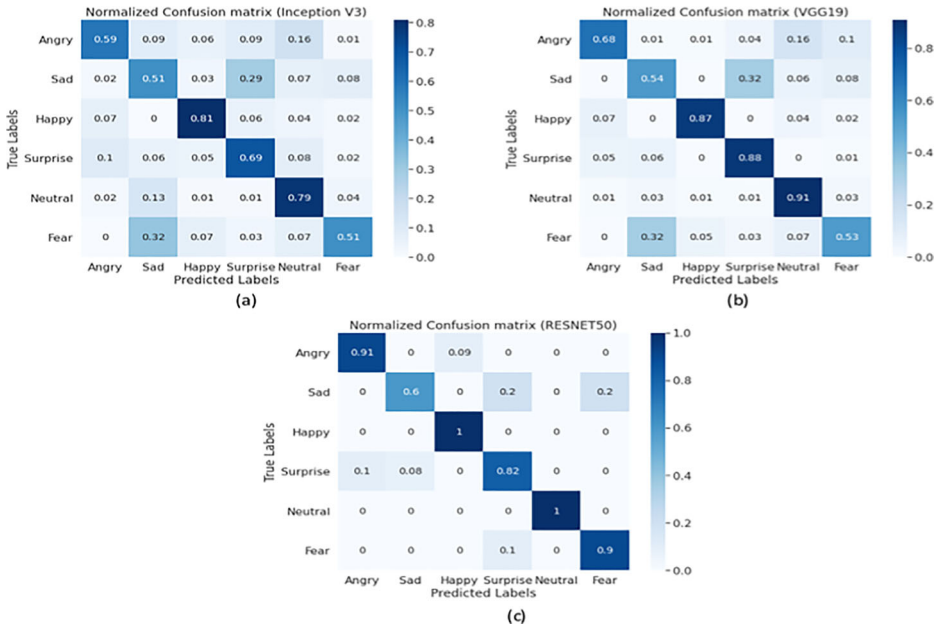 Normalized Confusion matrix (Inception V3)
Angry 0.59 0.09 0.06 0.09 0.16 0.01
Sad 0.02 0.51 0.03 0.29 0.07 0.08
Happy 0.07 0 0.81 0.06 0.04 0.02
Surprise 0.1 0.06 0.05 0.69 0.08 0.02
Neutral 0.02 0.13 0.01 0.01 0.79 0.04
Fear 0 0.32 0.07 0.03 0.07 0.51
Angry Sad Happy Surprise Neutral Fear
Predicted Labels
True Labels
0.8
0.7
0.6
0.5
0.4
0.3
0.2
0.1
0.0
(a)
Normalized Confusion matrix (VGG19)
Angry 0.68 0.01 0.01 0.04 0.16 0.1
Sad 0 0.54 0 0.32 0.06 0.08
Happy 0.07 0 0.87 0 0.04 0.02
Surprise 0.05 0.06 0 0.88 0 0.01
Neutral 0.01 0.03 0.01 0.01 0.91 0.03
Fear 0 0.32 0.05 0.03 0.07 0.53
Angry Sad Happy Surprise Neutral Fear
Predicted Labels
True Labels
0.8
0.6
0.4
0.2
0.0
(b)
Normalized Confusion matrix (RESNET50)
Angry 0.91 0 0.09 0 0 0
Sad 0 0.6 0 0.2 0 0.2
Happy 0 0 1 0 0 0
Surprise 0.1 0.08 0 0.82 0 0
Neutral 0 0 0 0 1 0
Fear 0 0 0 0.1 0 0.9
Angry Sad Happy Surprise Neutral Fear
Predicted Labels
True Labels
1.0
0.8
0.6
0.4
0.2
0.0
(c)